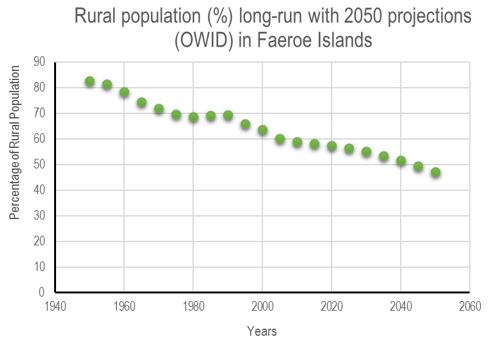 Rural population (%) long-run with 2050 projections
(OWID) in Faeroe Islands
Percentage of Rural Population
90
80
70
60
50
40
30
20
10
0
1940 1960 1980 2000 2020 2040 2060
Years